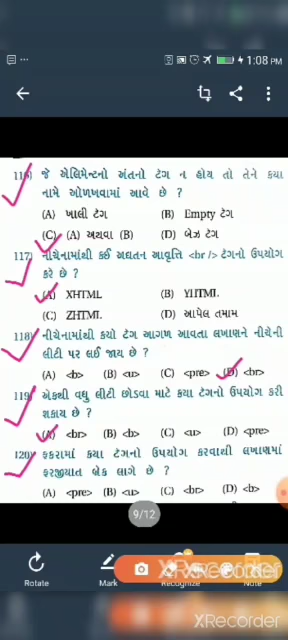 1:08 PM
116) જે એલિમેન્ટનો અંતનો ટેગ ન હોય તો તેને કયા
નામે ઓળખવામાં આવે છે ?
(A) ખાલી ટેગ (B) Empty ટેગ
(C) (A) અથવા (B) (D) બેઝ ટેગ
117) નીચેનામાંથી કઈ અદ્યતન આવૃત્તિ <br /> ટેગનો ઉપયોગ
કરે છે ?
(A) XHTML (B) YHTML
(C) ZHTML (D) આપેલ તમામ
118) નીચેનામાંથી કયો ટેગ આગળ આવતા લખાણને નીચેની
લીટી પર લઈ જાય છે ?
(A) <b> (B) <u> (C) <pre> (D) <br>
119) એકથી વધુ લીટી છોડવા માટે કયા ટેગનો ઉપયોગ કરી
શકાય છે ?
(A) <br> (B) <b> (C) <u> (D) <pre>
120) ફકરામાં કયા ટેગનો ઉપયોગ કરવાથી લખાણમાં
ફરજીયાત બ્રેક લાગે છે ?
(A) <pre> (B) <u> (C) <br> (D) <b>
9/12
Rotate Mark Recognize Note
XRecorder
XRecorder